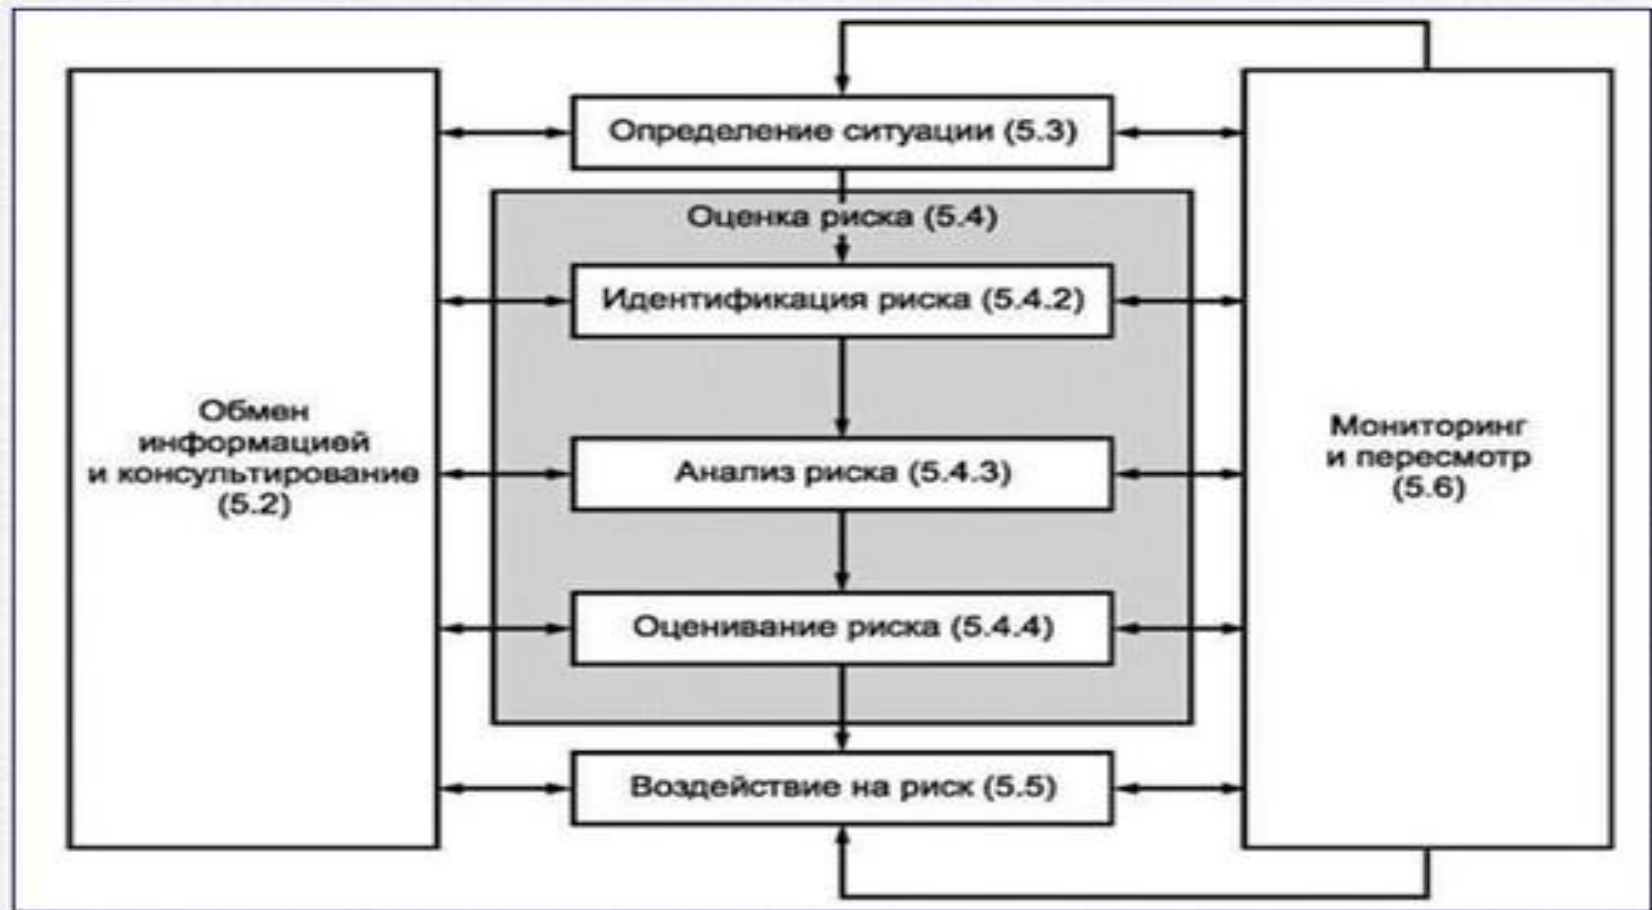 Определение ситуации (5.3)
Оценка риска (5.4)
Идентификация риска (5.4.2)
Обмен
информацией
и консультирование
(5.2)
Анализ риска (5.4.3)
Мониторинг
и пересмотр
(5.6)
Оценивание риска (5.4.4)
Воздействие на риск (5.5)